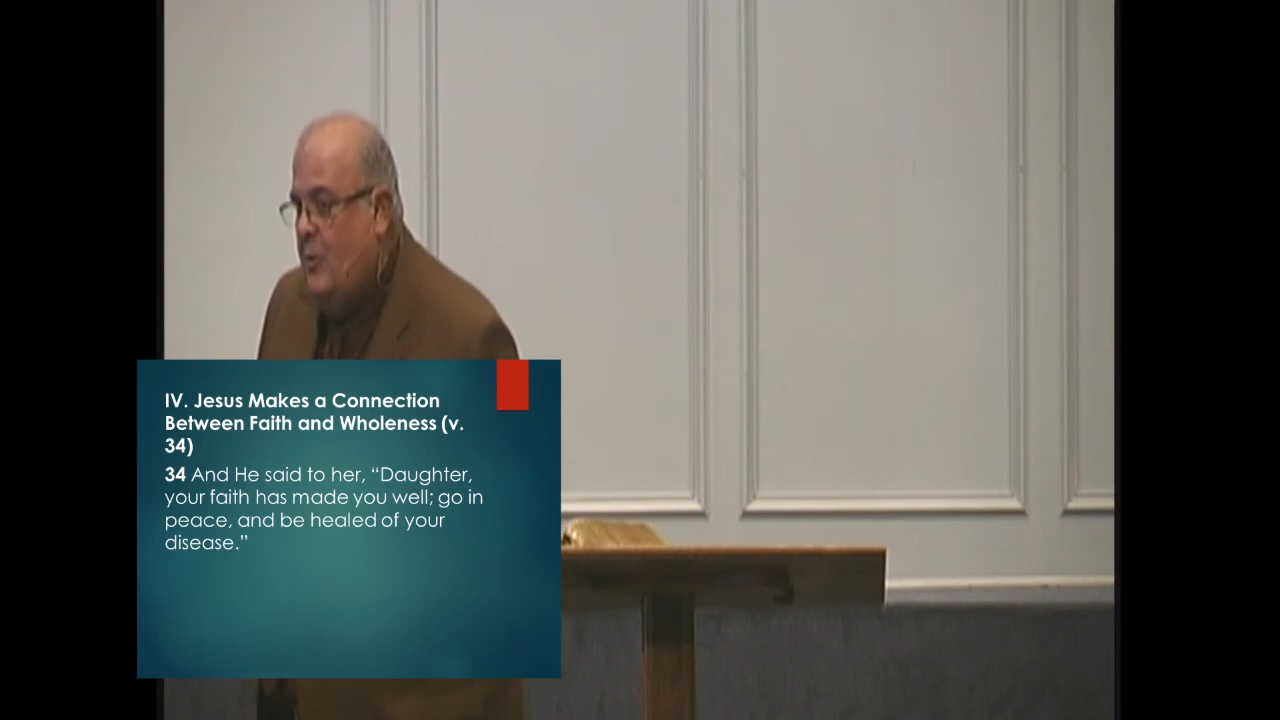 IV. Jesus Makes a Connection
Between Faith and Wholeness (v.
34)
34 And He said to her, “Daughter,
your faith has made you well; go in
peace, and be healed of your
disease.”